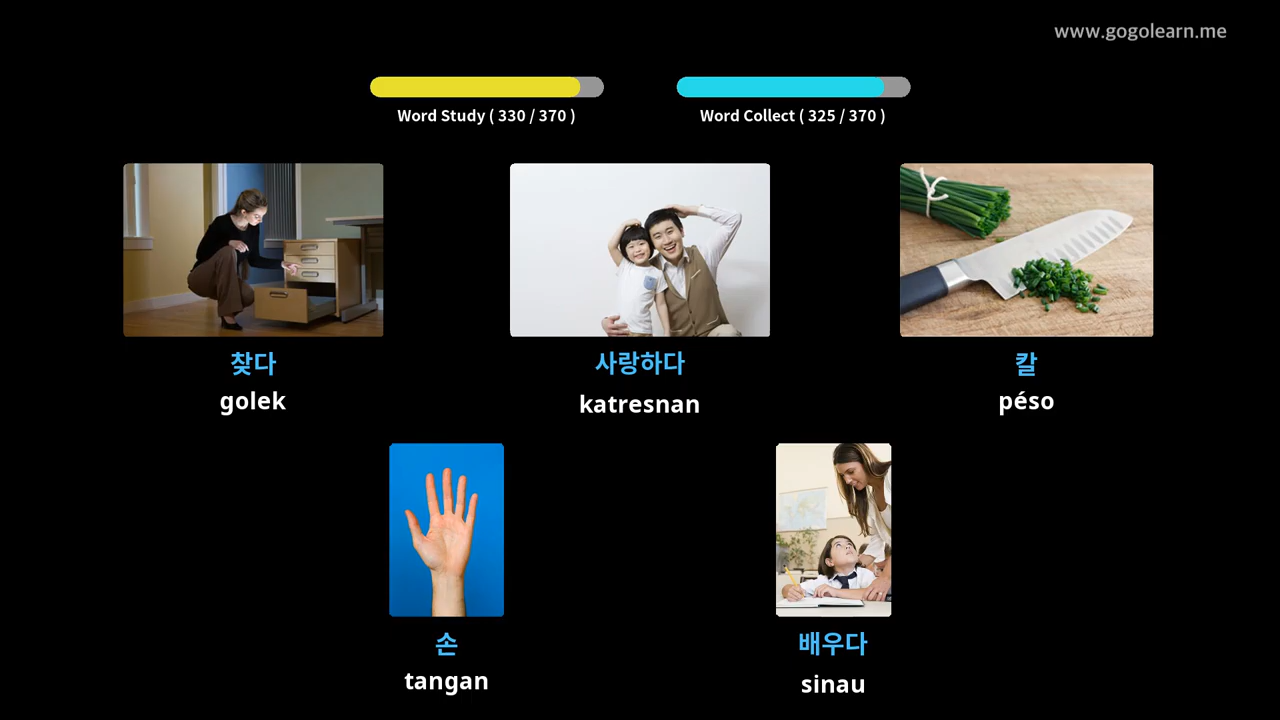 www.gogolearn.me
Word Study ( 330 / 370 )
Word Collect ( 325 / 370 )
찾다
golek
사랑하다
katresnan
칼
péso
손
tangan
배우다
sinau